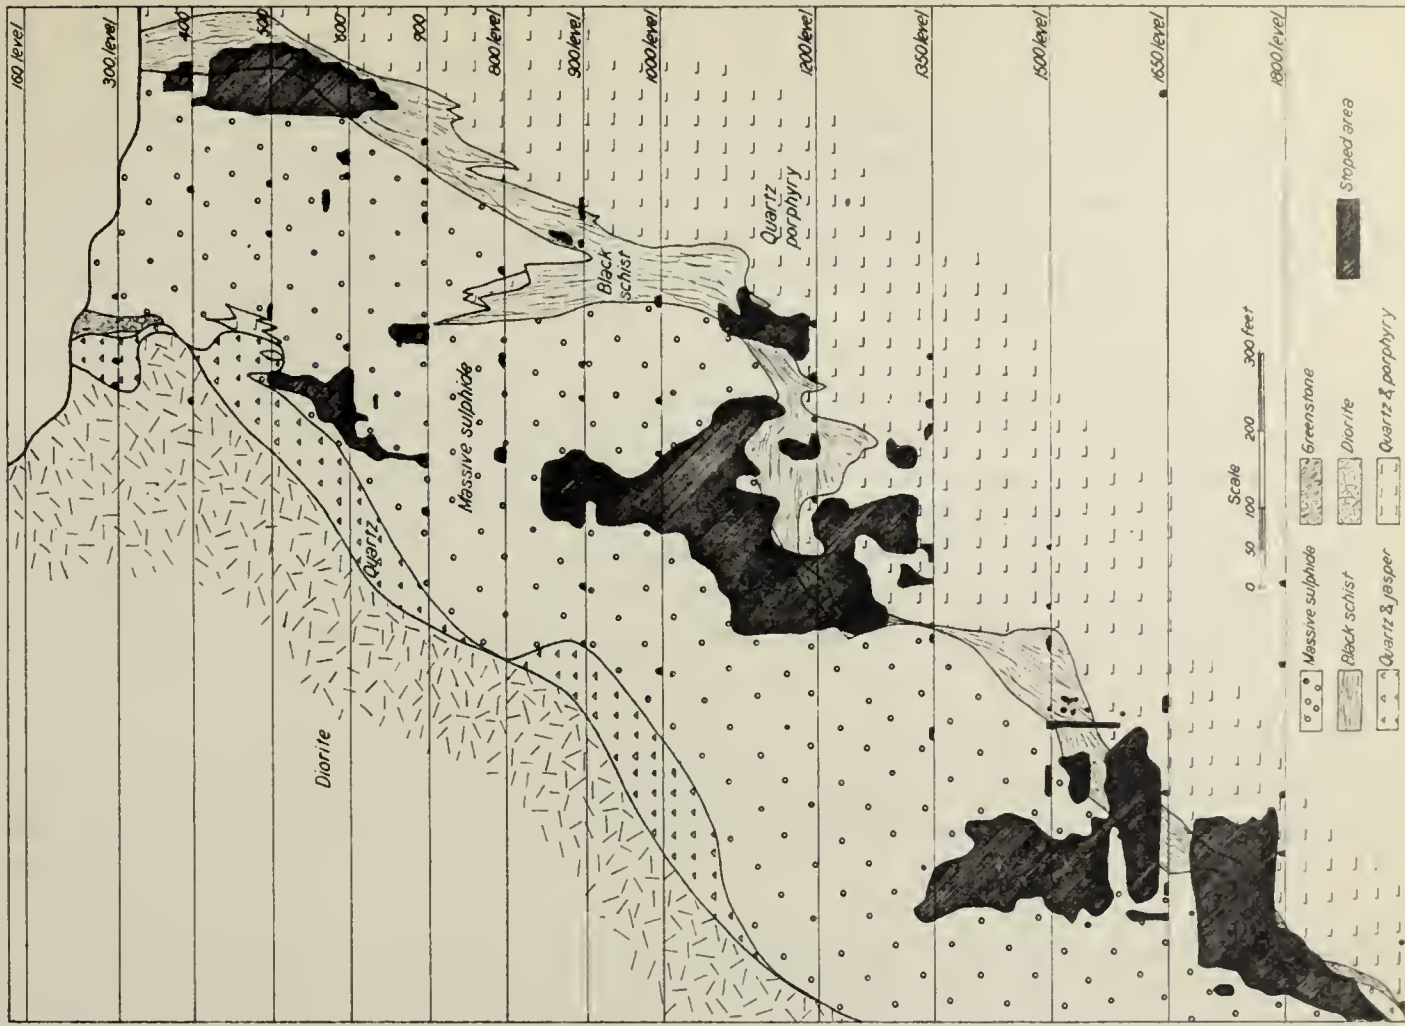 160 level
300 level
400
500
600
700
800 level
900 level
1000 level
1200 level
1350 level
1500 level
1650 level
1800 level
Diorite
Quartz
Massive sulphide
Black
schist
Quartz
porphyry
Scale
0 50 100 200 300 feet
Massive sulphide
Greenstone
Black schist
Diorite
Stoped area
Quartz & jasper
Quartz & porphyry